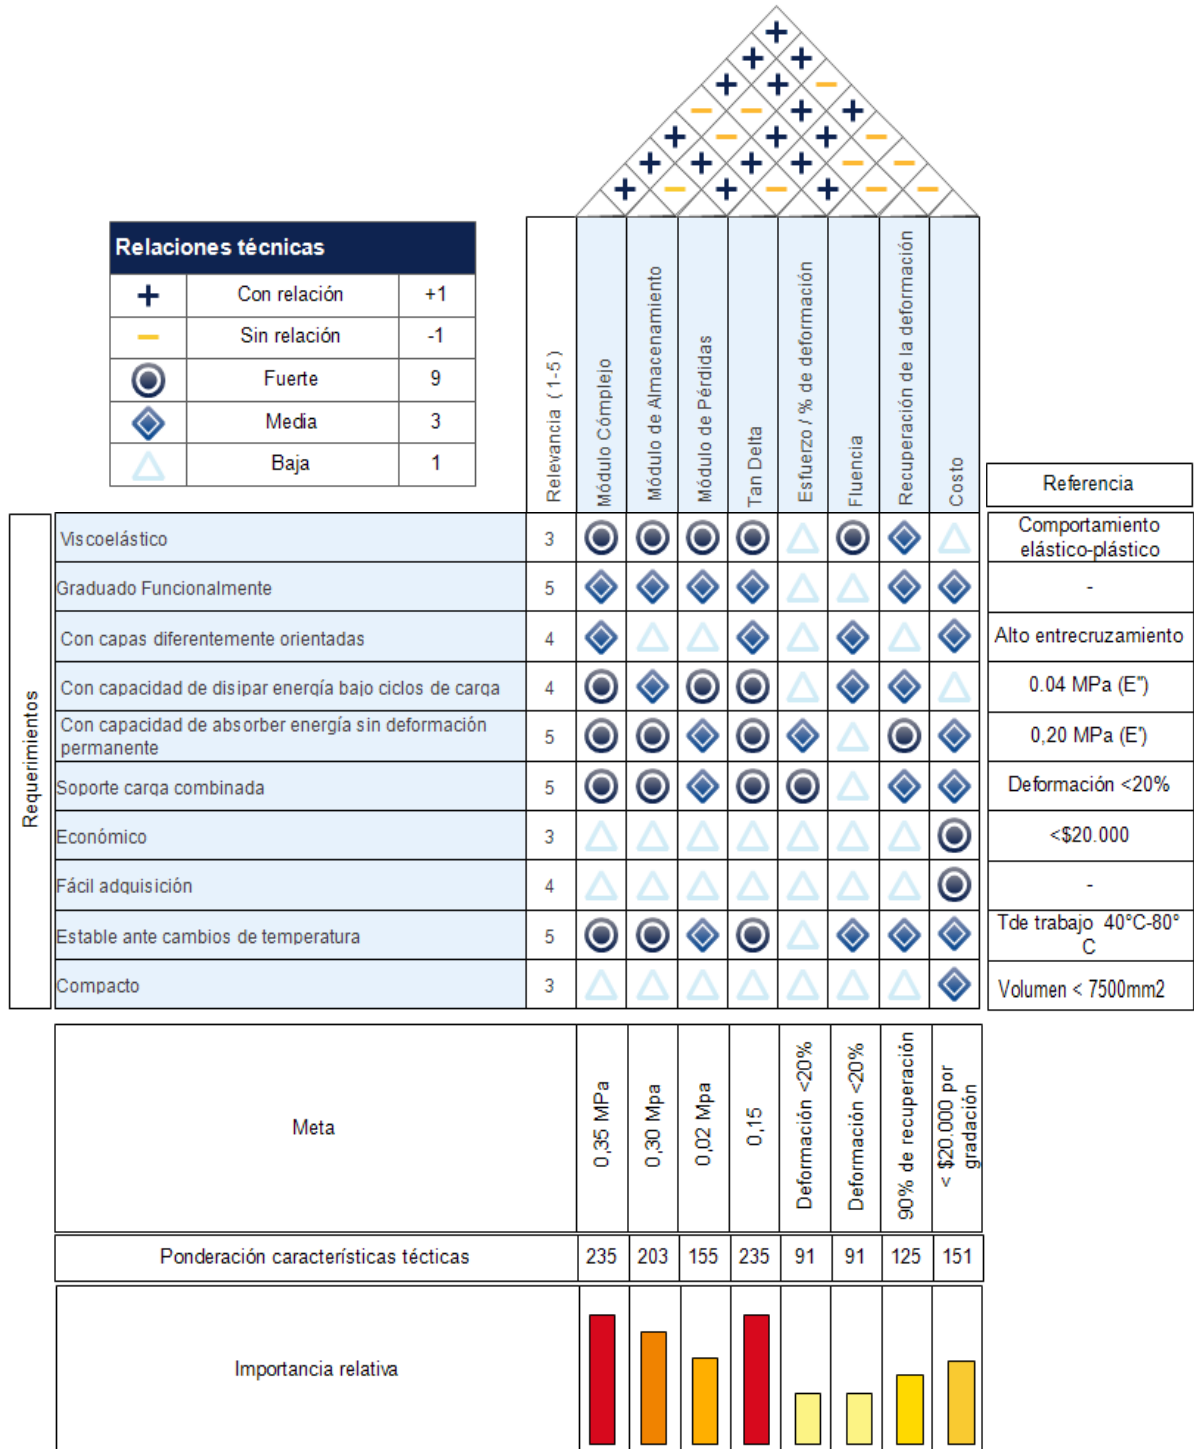 Relaciones técnicas
Con relación +1
Sin relación -1
Fuerte 9
Media 3
Baja 1
Relevancia (1-5)
Módulo Cómplejo
Módulo de Almacenamiento
Módulo de Pérdidas
Tan Delta
Esfuerzo / % de deformación
Fluencia
Recuperación de la deformación
Costo
Referencia
Requerimientos
Viscoelástico 3
Comportamiento
elástico-plástico
Graduado Funcionalmente 5 -
Con capas diferentemente orientadas 4 Alto entrecruzamiento
Con capacidad de disipar energía bajo ciclos de carga 4 0.04 MPa (E")
Con capacidad de absorber energía sin deformación
permanente
5 0,20 MPa (E')
Soporte carga combinada 5 Deformación <20%
Económico 3 <$20.000
Fácil adquisición 4 -
Estable ante cambios de temperatura 5
Tde trabajo 40°C-80°
C
Compacto 3 Volumen < 7500mm2
Meta
0,35 MPa
0,30 Mpa
0,02 Mpa
0,15
Deformación <20%
Deformación <20%
90% de recuperación
< $20.000 por
gradación
Ponderación características técticas 235 203 155 235 91 91 125 151
Importancia relativa